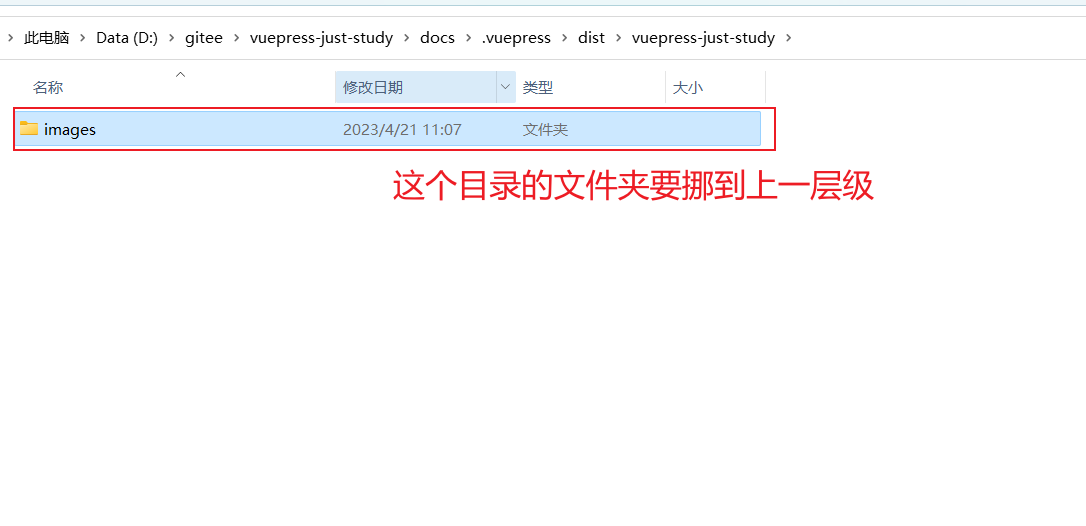 此电脑 Data (D:) gitee vuepress-just-study docs .vuepress dist vuepress-just-study
名称 修改日期 类型 大小
images 2023/4/21 11:07 文件夹
这个目录的文件夹要挪到上一层级